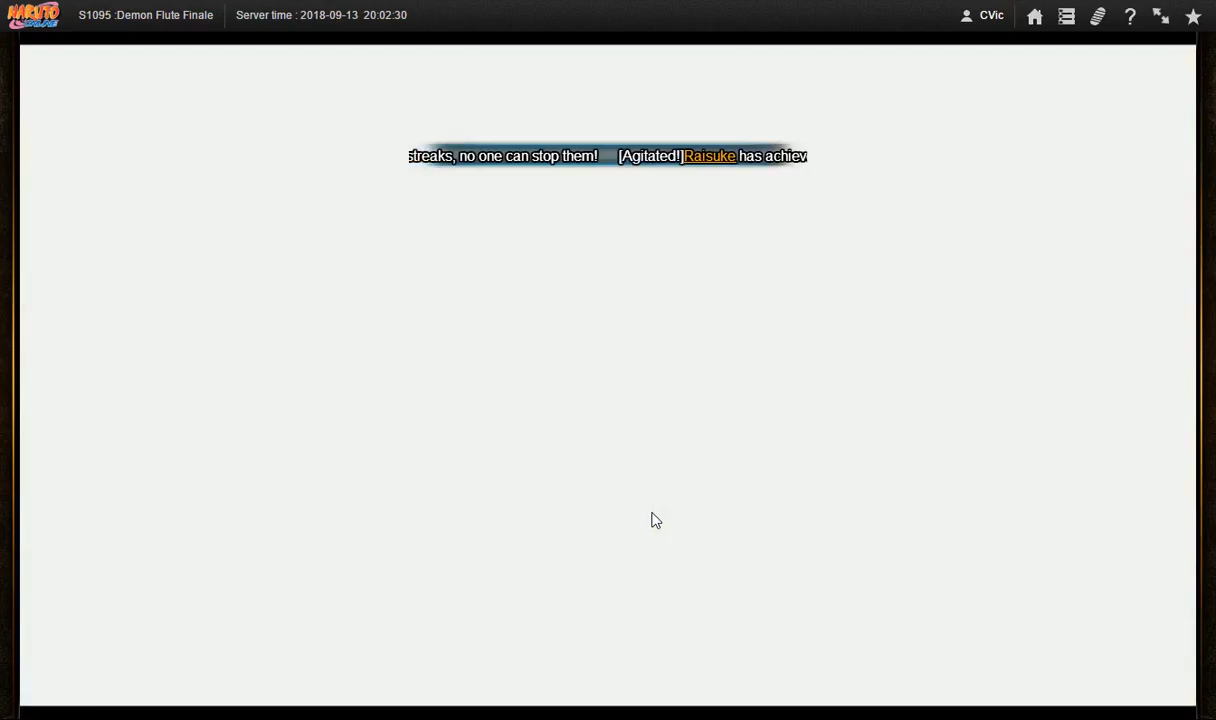 NARUTO ONLINE S1095 :Demon Flute Finale Server time : 2018-09-13 20:02:30 CVic ?
streaks, no one can stop them! [Agitated!]Raisuke has achiev